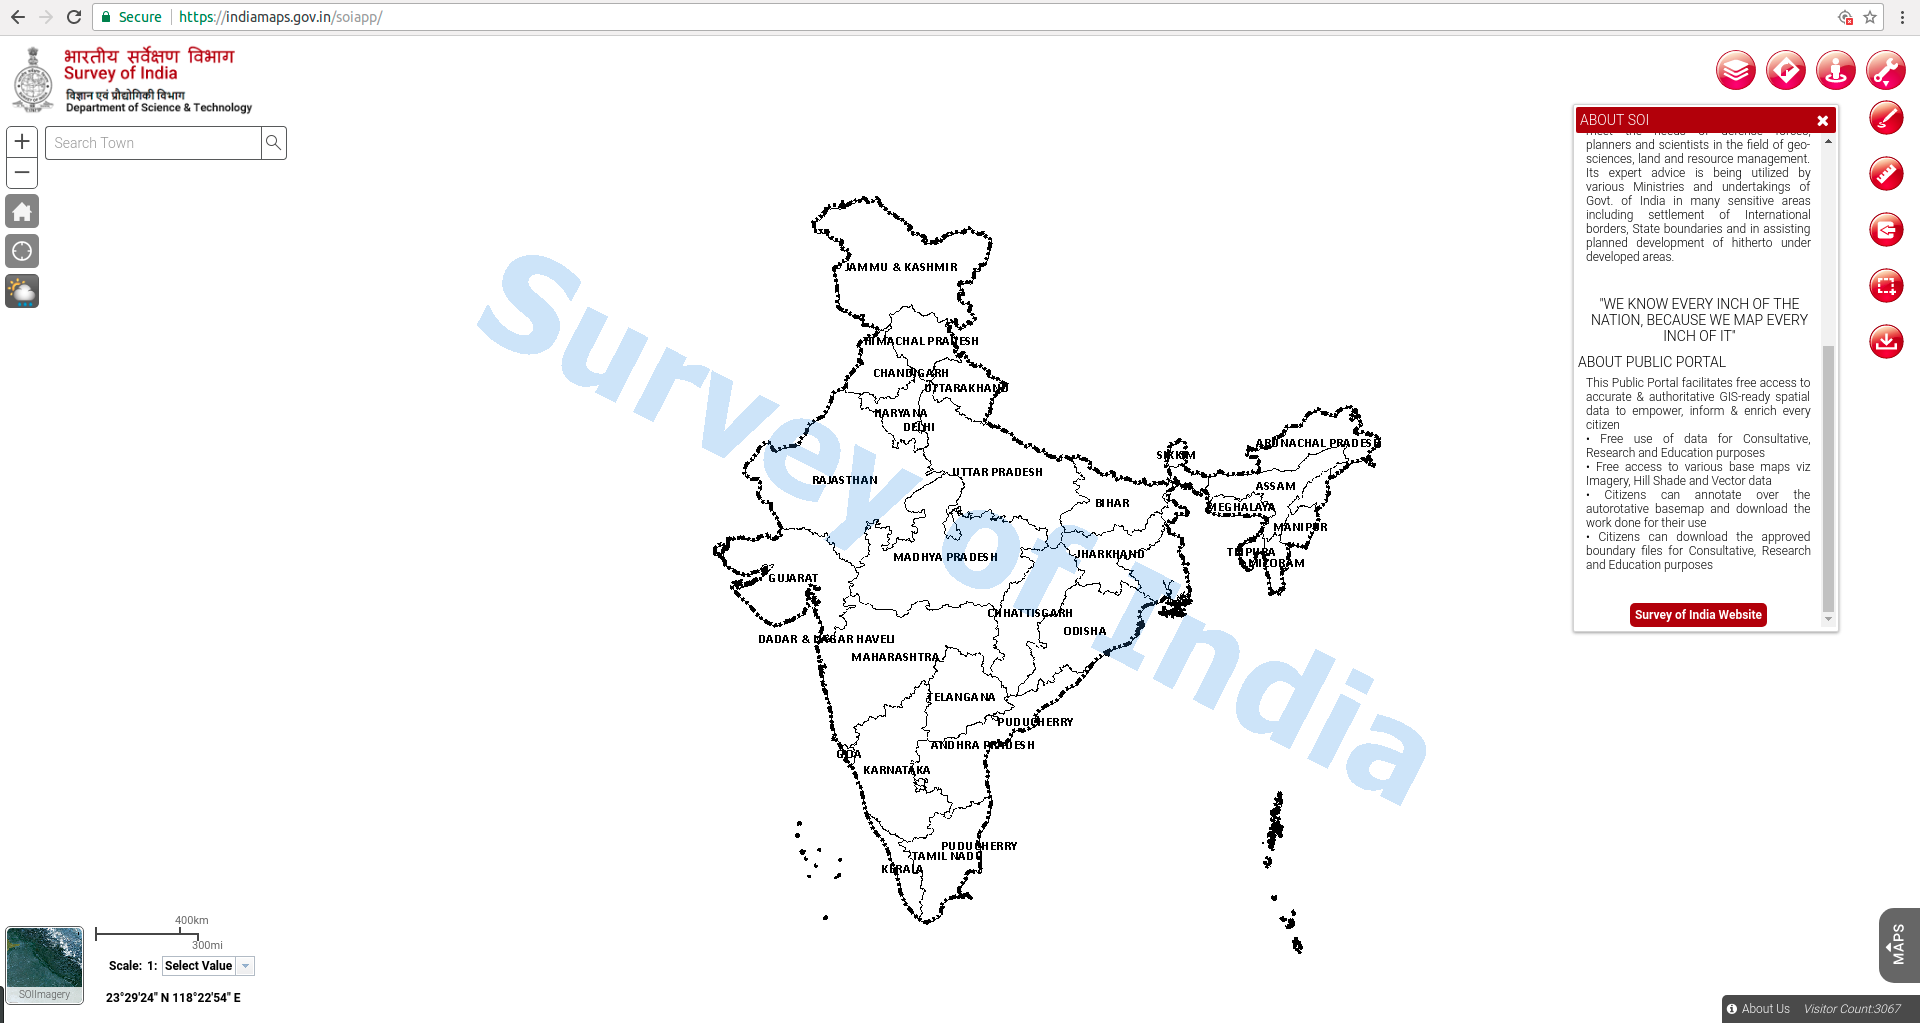 Secure https://indiamaps.gov.in/soiapp/
भारतीय सर्वेक्षण विभाग
Survey of India
विज्ञान एवं प्रौद्योगिकी विभाग
Department of Science & Technology
Search Town
ABOUT SOI
meet the needs of defense forces,
planners and scientists in the field of geo-
sciences, land and resource management.
Its expert advice is being utilized by
various Ministries and undertakings of
Govt. of India in many sensitive areas
including settlement of International
borders, State boundaries and in assisting
planned development of hitherto under
developed areas.
"WE KNOW EVERY INCH OF THE
NATION, BECAUSE WE MAP EVERY
INCH OF IT"
ABOUT PUBLIC PORTAL
This Public Portal facilitates free access to
accurate & authoritative GIS-ready spatial
data to empower, inform & enrich every
citizen
• Free use of data for Consultative,
Research and Education purposes
• Free access to various base maps viz
Imagery, Hill Shade and Vector data
• Citizens can annotate over the
autorotative basemap and download the
work done for their use
• Citizens can download the approved
boundary files for Consultative, Research
and Education purposes
Survey of India Website
Survey of India
JAMMU & KASHMIR
HIMACHAL PRADESH
CHANDIGARH
UTTARAKHAND
HARYANA
DELHI
ARUNACHAL PRADESH
SIKKIM
UTTAR PRADESH
RAJASTHAN
ASSAM
BIHAR
MEGHALAYA
MANIPUR
TRIPURA
JHARKHAND
MADHYA PRADESH
MIZORAM
GUJARAT
CHHATTISGARH
ODISHA
DADAR & NAGAR HAVELI
MAHARASHTRA
TELANGANA
PUDUCHERRY
ANDHRA PRADESH
GOA
KARNATAKA
PUDUCHERRY
TAMIL NADU
KERALA
400km
300mi
Scale: 1: Select Value
SOIImagery
23°29'24" N 118°22'54" E
MAPS
About Us Visitor Count:3067